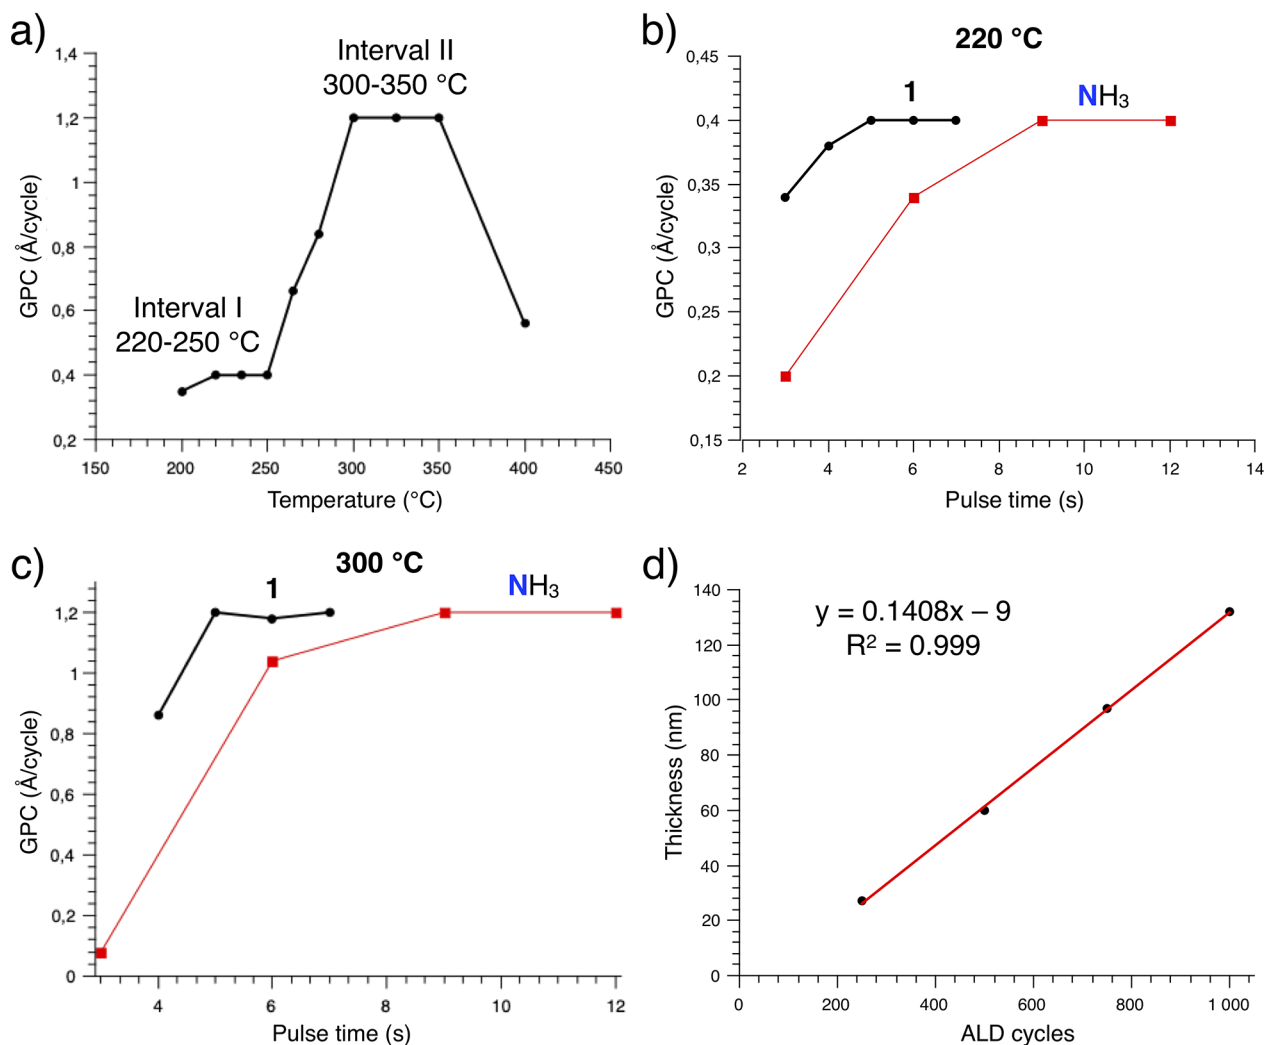 a)
Interval II
300-350 °C
Interval I
220-250 °C
GPC (Å/cycle)
1,4
1,2
1
0,8
0,6
0,4
0,2
150 200 250 300 350 400 450
Temperature (°C)
b)
220 °C
1
NH₃
GPC (Å/cycle)
0,45
0,4
0,35
0,3
0,25
0,2
0,15
2 4 6 8 10 12 14
Pulse time (s)
c)
300 °C
1
NH₃
GPC (Å/cycle)
1,2
1
0,8
0,6
0,4
0,2
0
4 6 8 10 12
Pulse time (s)
d)
y = 0.1408x – 9
R² = 0.999
Thickness (nm)
140
120
100
80
60
40
20
0
0 200 400 600 800 1 000
ALD cycles